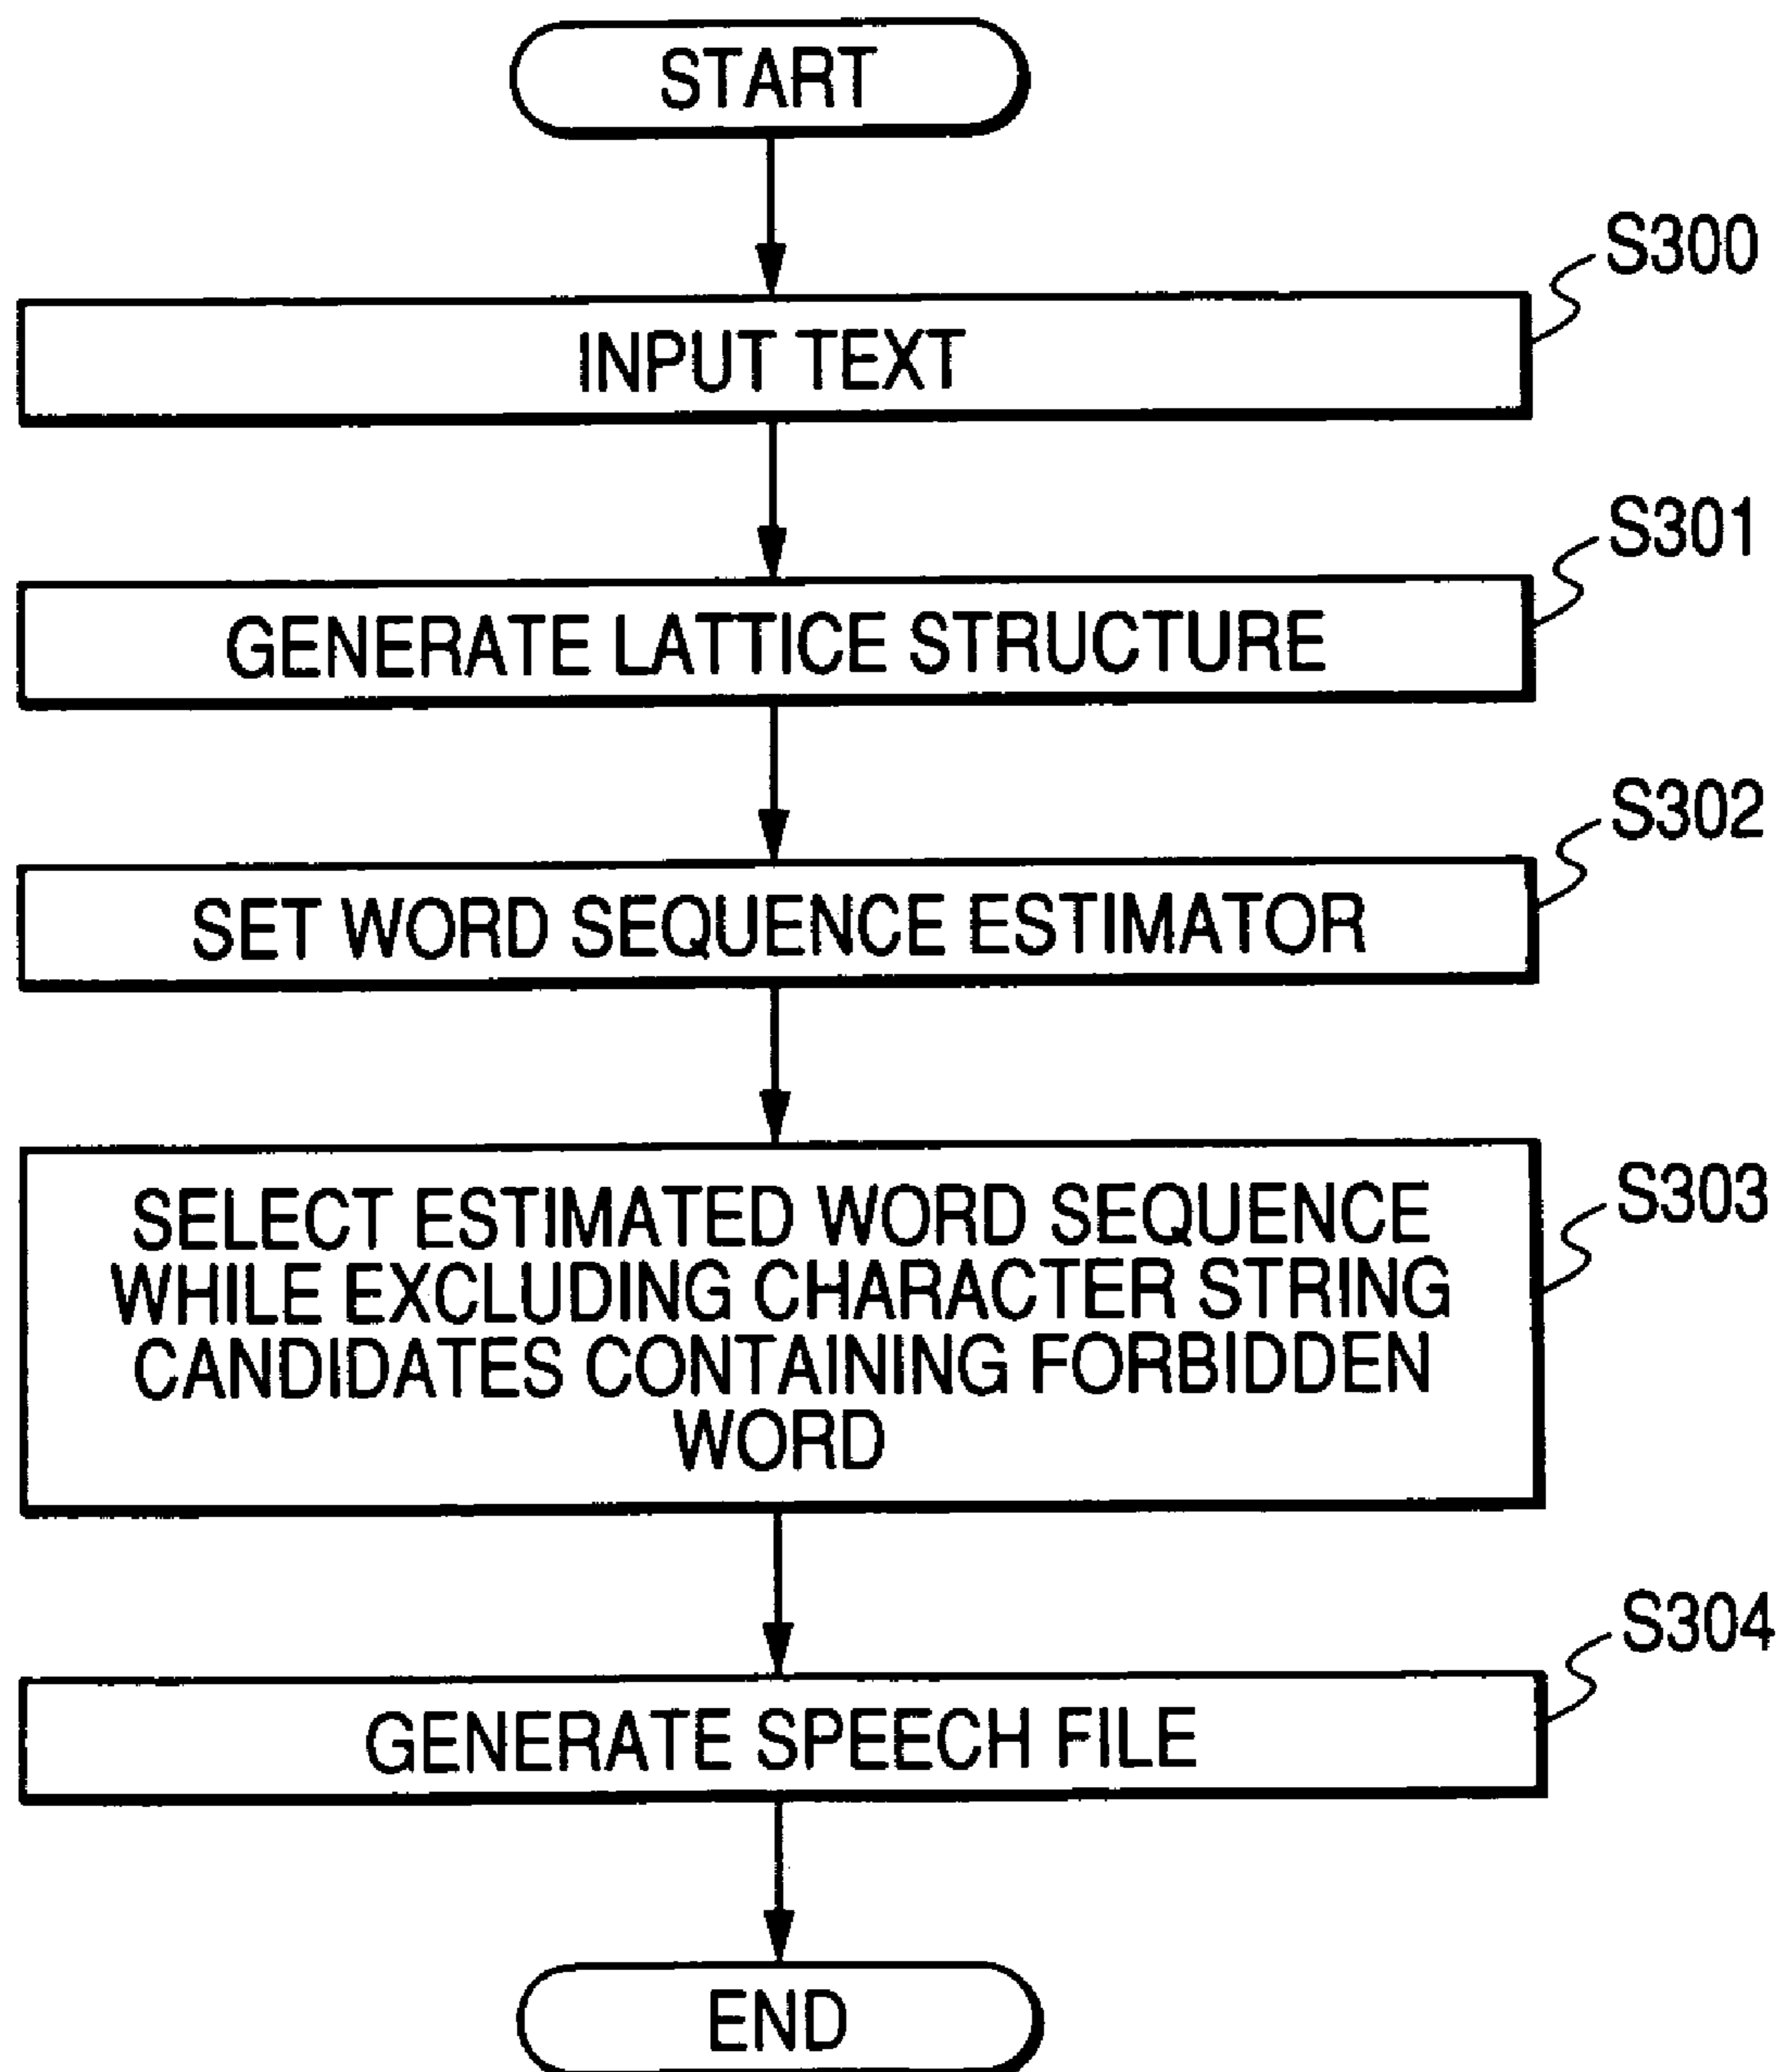 START
S300
INPUT TEXT
S301
GENERATE LATTICE STRUCTURE
S302
SET WORD SEQUENCE ESTIMATOR
S303
SELECT ESTIMATED WORD SEQUENCE
WHILE EXCLUDING CHARACTER STRING
CANDIDATES CONTAINING FORBIDDEN
WORD
S304
GENERATE SPEECH FILE
END